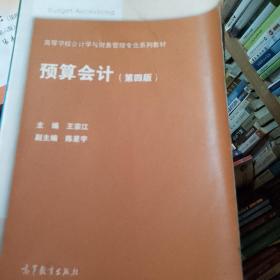 Budget Accounting
高等学校会计学与财务管理专业系列教材
预算会计(第四版)
主编 王宗江
副主编 陈星宇
高等教育出版社